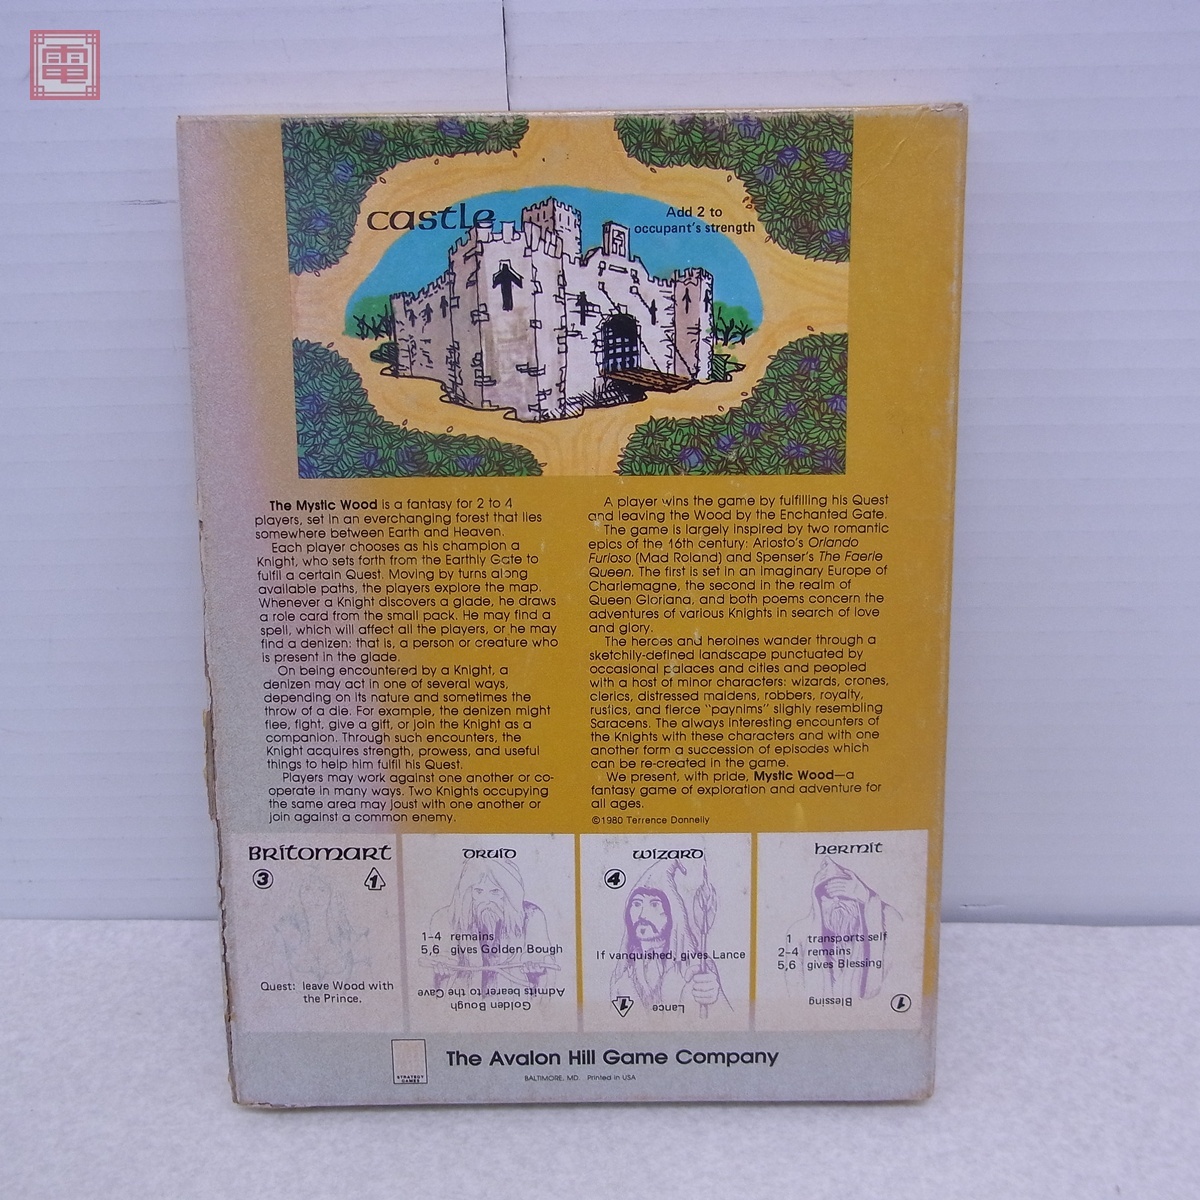 電
castle
Add 2 to
occupant's strength
The Mystic Wood is a fantasy for 2 to 4
players, set in an everchanging forest that lies
somewhere between Earth and Heaven.
Each player chooses as his champion a
Knight, who sets forth from the Earthly Gate to
fulfil a certain Quest. Moving by turns along
available paths, the players explore the map.
Whenever a Knight discovers a glade, he draws
a role card from the small pack. He may find a
spell, which will affect all the players, or he may
find a denizen: that is, a person or creature who
is present in the glade.
On being encountered by a Knight, a
denizen may act in one of several ways,
depending on its nature and sometimes the
throw of a die. For example, the denizen might
flee, fight, give a gift, or join the Knight as a
companion. Through such encounters, the
Knight acquires strength, prowess, and useful
things to help him fulfil his Quest.
Players may work against one another or co-
operate in many ways. Two Knights occupying
the same area may joust with one another or
join against a common enemy.
A player wins the game by fulfilling his Quest
and leaving the Wood by the Enchanted Gate.
The game is largely inspired by two romantic
epics of the 16th century: Ariosto's Orlando
Furioso (Mad Roland) and Spenser's The Faerie
Queen. The first is set in an imaginary Europe of
Charlemagne, the second in the realm of
Queen Gloriana, and both poems concern the
adventures of various Knights in search of love
and glory.
The heroes and heroines wander through a
sketchily-defined landscape punctuated by
occasional palaces and cities and peopled
with a host of minor characters: wizards, crones,
clerics, distressed maidens, robbers, royalty,
rustics, and fierce "paynims" slighly resembling
Saracens. The always interesting encounters of
the Knights with these characters and with one
another form a succession of episodes which
can be re-created in the game.
We present, with pride, Mystic Wood—a
fantasy game of exploration and adventure for
all ages.
©1980 Terrence Donnelly
Britomart
3 1
Quest: leave Wood with
the Prince.
Druid
1-4 remains
5,6 gives Golden Bough
Golden Bough
Admits bearer to the Cave
wizard
4
If vanquished, gives Lance
Lance
1
hermit
1 transports self
2-4 remains
5,6 gives Blessing
Blessing
1
STRATEGY
GAMES
The Avalon Hill Game Company
BALTIMORE, MD. Printed in USA